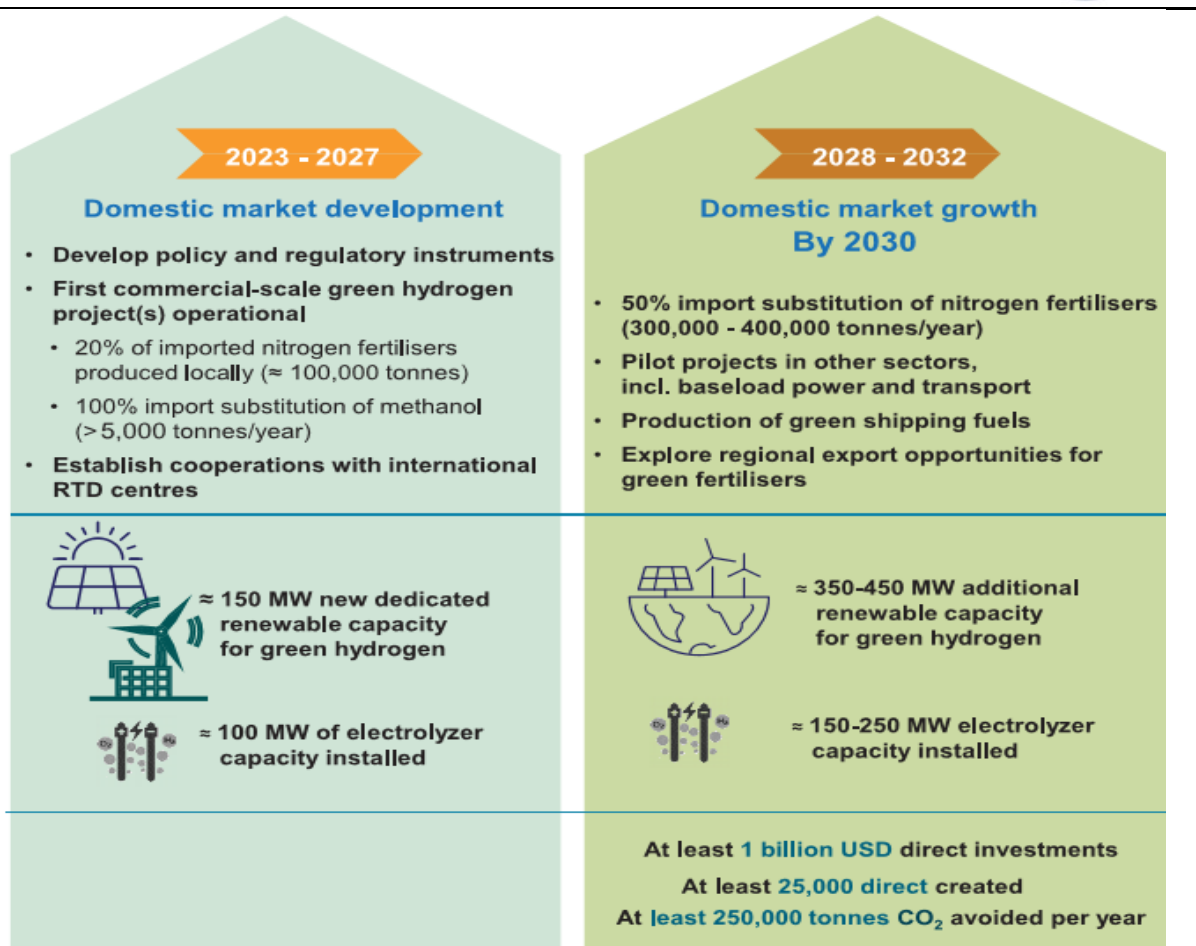 2023 - 2027
Domestic market development
• Develop policy and regulatory instruments
• First commercial-scale green hydrogen
project(s) operational
• 20% of imported nitrogen fertilisers
produced locally (≈ 100,000 tonnes)
• 100% import substitution of methanol
(> 5,000 tonnes/year)
• Establish cooperations with international
RTD centres
≈ 150 MW new dedicated
renewable capacity
for green hydrogen
O₂
H₂
≈ 100 MW of electrolyzer
capacity installed
2028 - 2032
Domestic market growth
By 2030
• 50% import substitution of nitrogen fertilisers
(300,000 - 400,000 tonnes/year)
• Pilot projects in other sectors,
incl. baseload power and transport
• Production of green shipping fuels
• Explore regional export opportunities for
green fertilisers
≈ 350-450 MW additional
renewable capacity
for green hydrogen
O₂
H₂
≈ 150-250 MW electrolyzer
capacity installed
At least 1 billion USD direct investments
At least 25,000 direct created
At least 250,000 tonnes CO₂ avoided per year